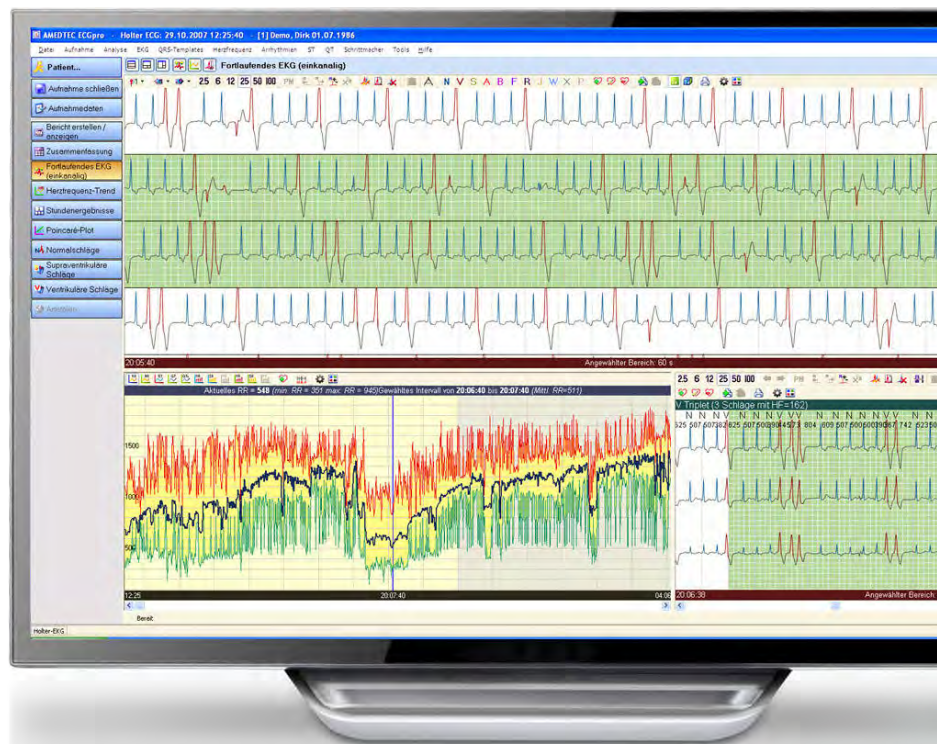 AMEDTEC ECGpro - Holter ECG: 29.10.2007 12:25:40 - [1] Demo, Dirk 01.07.1986
Datei Aufnahme Analyse EKG QRS-Templates Herzfrequenz Arrhythmien ST QT Schrittmacher Tools Hilfe
Patient...
Fortlaufendes EKG (einkanalig)
2.5 6 12 25 50 100 PM N V S A B F R J W X P
Aufnahme schließen
Aufnahmedaten
Bericht erstellen /
anzeigen
Zusammenfassung
Fortlaufendes EKG
(einkanalig)
Herzfrequenz-Trend
Stundenergebnisse
Poincaré-Plot
Normalschläge
Supraventrikuläre
Schläge
Ventrikuläre Schläge
20:05:40 Angewählter Bereich: 60 s
Aktuelles RR = 548 (min RR = 351 max: RR = 945)Gewähltes Intervall von 20:06:40 bis 20:07:40 (Mittl. RR=511)
1500
1000
500
12:25 20:07:40 04:06
2.5 6 12 25 50 100 PM
V Triplet (3 Schläge mit HF=162)
N N V N N N V V V N N N N N V V N N
20:06:38 Angewählter Bereich:
Bereit
Holter-EKG